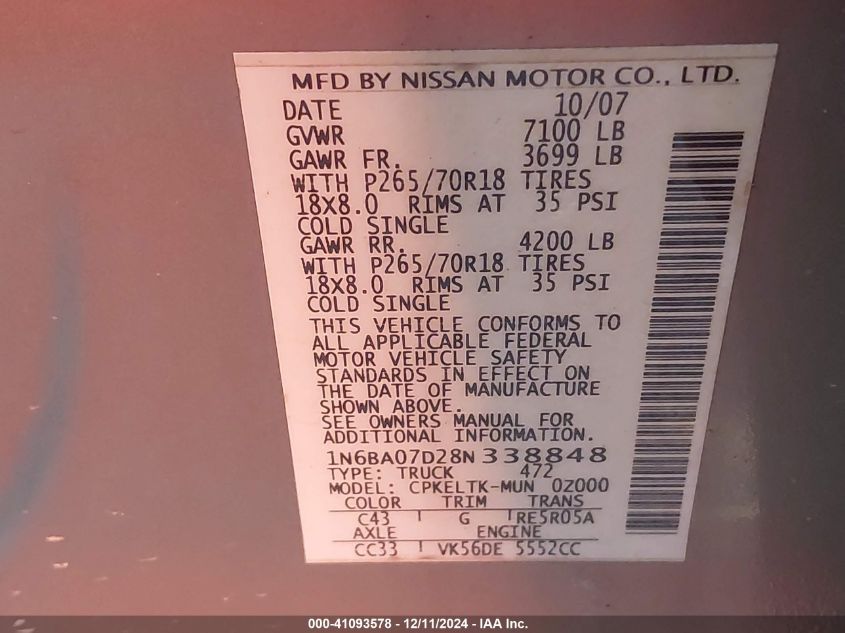 MFD BY NISSAN MOTOR CO., LTD.
DATE 10/07
GVWR 7100 LB
GAWR FR. 3699 LB
WITH P265/70R18 TIRES
18X8.0 RIMS AT 35 PSI
COLD SINGLE
GAWR RR. 4200 LB
WITH P265/70R18 TIRES
18X8.0 RIMS AT 35 PSI
COLD SINGLE
THIS VEHICLE CONFORMS TO
ALL APPLICABLE FEDERAL
MOTOR VEHICLE SAFETY
STANDARDS IN EFFECT ON
THE DATE OF MANUFACTURE
SHOWN ABOVE.
SEE OWNERS MANUAL FOR
ADDITIONAL INFORMATION.
1N6BA07D28N338848
TYPE: TRUCK 472
MODEL: CPKELTK-MUN 0Z000
COLOR TRIM TRANS
C43 G RE5R05A
AXLE ENGINE
CC33 VK56DE 5552CC
000-41093578 - 12/11/2024 - IAA Inc.